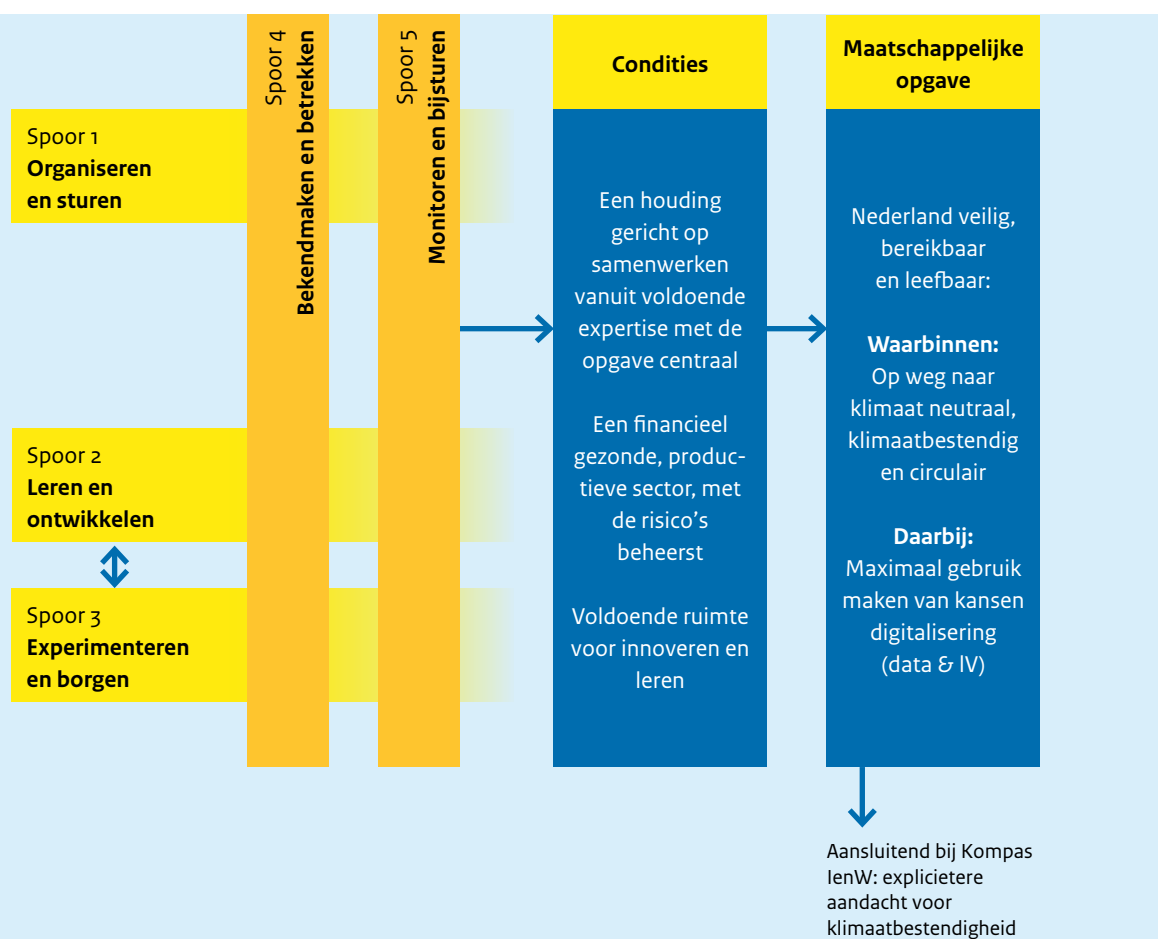 Spoor 1
Organiseren
en sturen
Spoor 2
Leren en
ontwikkelen
Spoor 3
Experimenteren
en borgen
Spoor 4
Bekendmaken en betrekken
Spoor 5
Monitoren en bijsturen
Condities
Een houding
gericht op
samenwerken
vanuit voldoende
expertise met de
opgave centraal
Een financieel
gezonde, produc-
tieve sector, met
de risico's
beheerst
Voldoende ruimte
voor innoveren en
leren
Maatschappelijke
opgave
Nederland veilig,
bereikbaar
en leefbaar:
Waarbinnen:
Op weg naar
klimaat neutraal,
klimaatbestendig
en circulair
Daarbij:
Maximaal gebruik
maken van kansen
digitalisering
(data & IV)
Aansluitend bij Kompas
IenW: explicietere
aandacht voor
klimaatbestendigheid